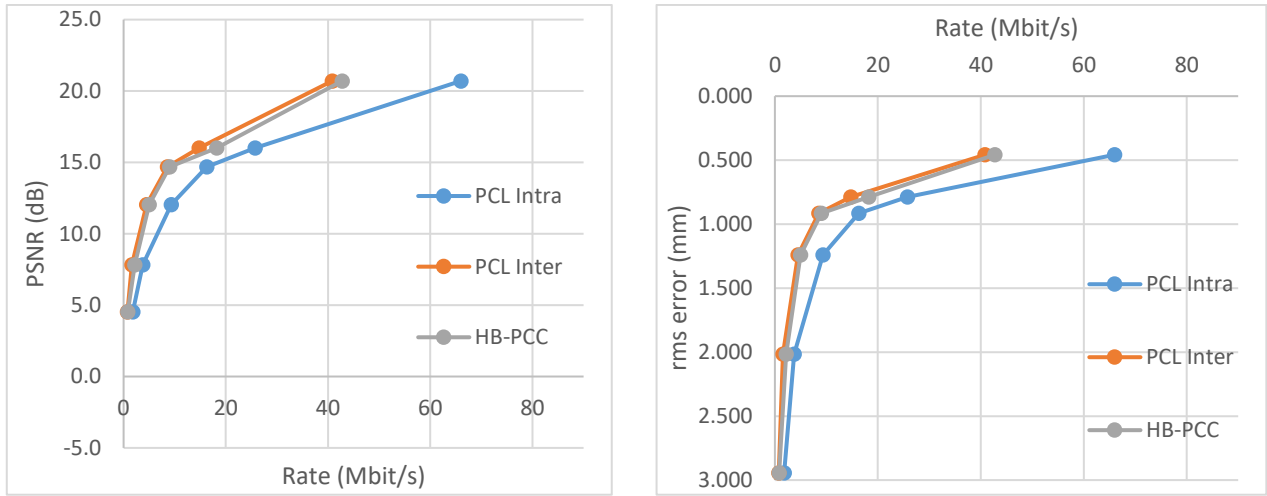 25.0
20.0
15.0
10.0
5.0
0.0
-5.0
PSNR (dB)
0 20 40 60 80
Rate (Mbit/s)
PCL Intra
PCL Inter
HB-PCC
Rate (Mbit/s)
0 20 40 60 80
0.000
0.500
1.000
1.500
2.000
2.500
3.000
rms error (mm)
PCL Intra
PCL Inter
HB-PCC